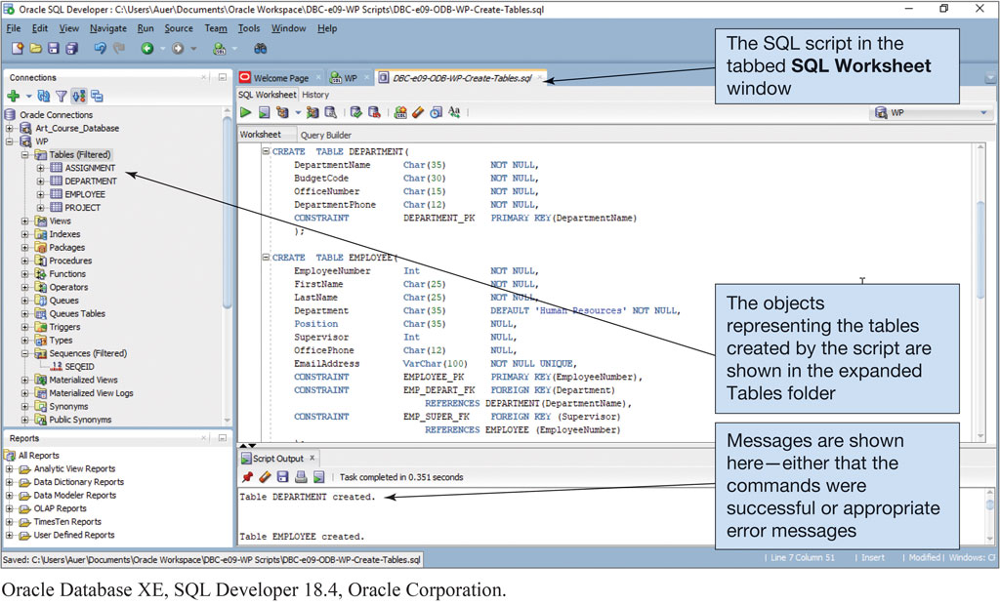 Oracle SQL Developer : C:\Users\Auer\Documents\Oracle Workspace\DBC-e09-WP Scripts\DBC-e09-ODB-WP-Create-Tables.sql
File Edit View Navigate Run Source Team Tools Window Help
Connections
Oracle Connections
Art_Course_Database
WP
Tables (Filtered)
ASSIGNMENT
DEPARTMENT
EMPLOYEE
PROJECT
Views
Indexes
Packages
Procedures
Functions
Operators
Queues
Queues Tables
Triggers
Types
Sequences (Filtered)
SEQEID
Materialized Views
Materialized View Logs
Synonyms
Public Synonyms
Reports
All Reports
Analytic View Reports
Data Dictionary Reports
Data Modeler Reports
OLAP Reports
TimesTen Reports
User Defined Reports
Welcome Page WP DBC-e09-ODB-WP-Create-Tables.sql
SQL Worksheet History
WP
Worksheet Query Builder
CREATE TABLE DEPARTMENT(
DepartmentName Char(35) NOT NULL,
BudgetCode Char(30) NOT NULL,
OfficeNumber Char(15) NOT NULL,
DepartmentPhone Char(12) NOT NULL,
CONSTRAINT DEPARTMENT_PK PRIMARY KEY(DepartmentName)
);
CREATE TABLE EMPLOYEE(
EmployeeNumber Int NOT NULL,
FirstName Char(25) NOT NULL,
LastName Char(25) NOT NULL,
Department Char(35) DEFAULT 'Human Resources' NOT NULL,
Position Char(35) NULL,
Supervisor Int NULL,
OfficePhone Char(12) NULL,
EmailAddress VarChar(100) NOT NULL UNIQUE,
CONSTRAINT EMPLOYEE_PK PRIMARY KEY(EmployeeNumber),
CONSTRAINT EMP_DEPART_FK FOREIGN KEY(Department)
REFERENCES DEPARTMENT(DepartmentName),
CONSTRAINT EMP_SUPER_FK FOREIGN KEY (Supervisor)
REFERENCES EMPLOYEE (EmployeeNumber)
Script Output
Task completed in 0.351 seconds
Table DEPARTMENT created.
Table EMPLOYEE created.
The SQL script in the
tabbed SQL Worksheet
window
The objects
representing the tables
created by the script are
shown in the expanded
Tables folder
Messages are shown
here—either that the
commands were
successful or appropriate
error messages
Saved: C:\Users\Auer\Documents\Oracle Workspace\DBC-e09-WP Scripts\DBC-e09-ODB-WP-Create-Tables.sql
Line 7 Column 51 Insert Modified Windows: C
Oracle Database XE, SQL Developer 18.4, Oracle Corporation.